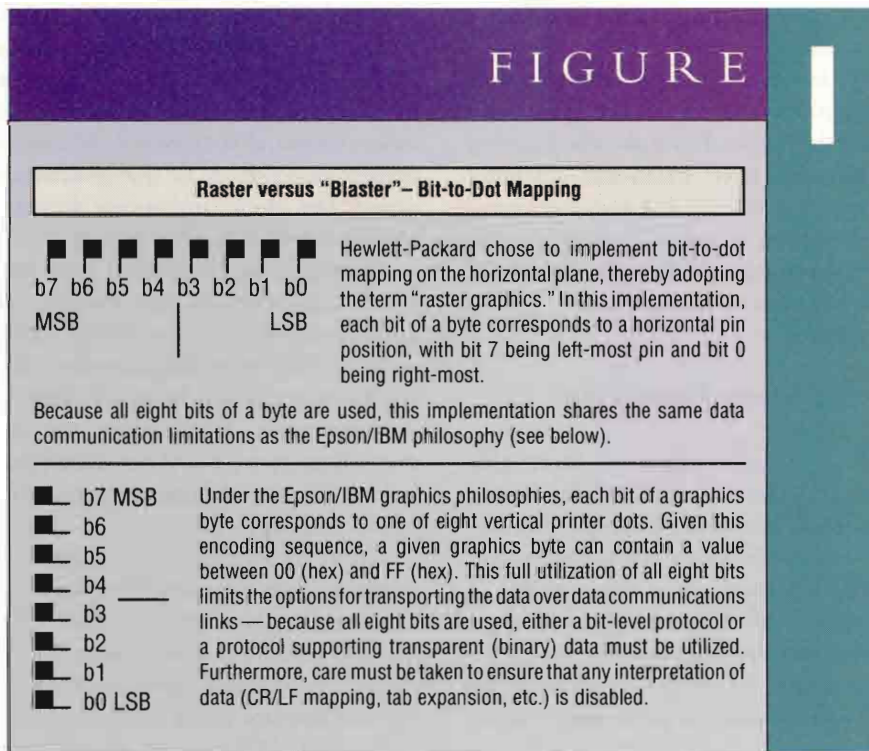 FIGURE 1
Raster versus "Blaster"– Bit-to-Dot Mapping
b7 b6 b5 b4 b3 b2 b1 b0
MSB LSB
Hewlett-Packard chose to implement bit-to-dot
mapping on the horizontal plane, thereby adopting
the term "raster graphics." In this implementation,
each bit of a byte corresponds to a horizontal pin
position, with bit 7 being left-most pin and bit 0
being right-most.
Because all eight bits of a byte are used, this implementation shares the same data
communication limitations as the Epson/IBM philosophy (see below).
b7 MSB
b6
b5
b4
b3
b2
b1
b0 LSB
Under the Epson/IBM graphics philosophies, each bit of a graphics
byte corresponds to one of eight vertical printer dots. Given this
encoding sequence, a given graphics byte can contain a value
between 00 (hex) and FF (hex). This full utilization of all eight bits
limits the options for transporting the data over data communications
links — because all eight bits are used, either a bit-level protocol or
a protocol supporting transparent (binary) data must be utilized.
Furthermore, care must be taken to ensure that any interpretation of
data (CR/LF mapping, tab expansion, etc.) is disabled.